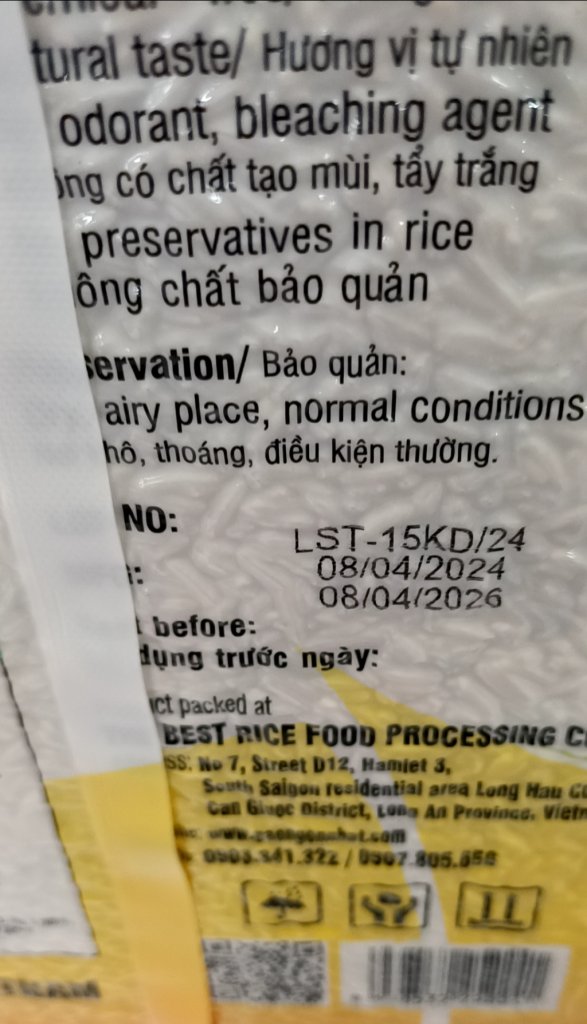 tural taste/ Hương vị tự nhiên
odorant, bleaching agent
ông có chất tạo mùi, tẩy trắng
preservatives in rice
ông chất bảo quản
servation/ Bảo quản:
airy place, normal conditions
hô, thoáng, điều kiện thường.
NO:
LST-15KD/24
08/04/2024
08/04/2026
before:
dụng trước ngày:
packed at
BEST RICE FOOD PROCESSING
SS: No 7, Street D12, Hamlet 3,
South Saigon residential area Long Hau
Can Giuoc District, Long An Province, Vietn